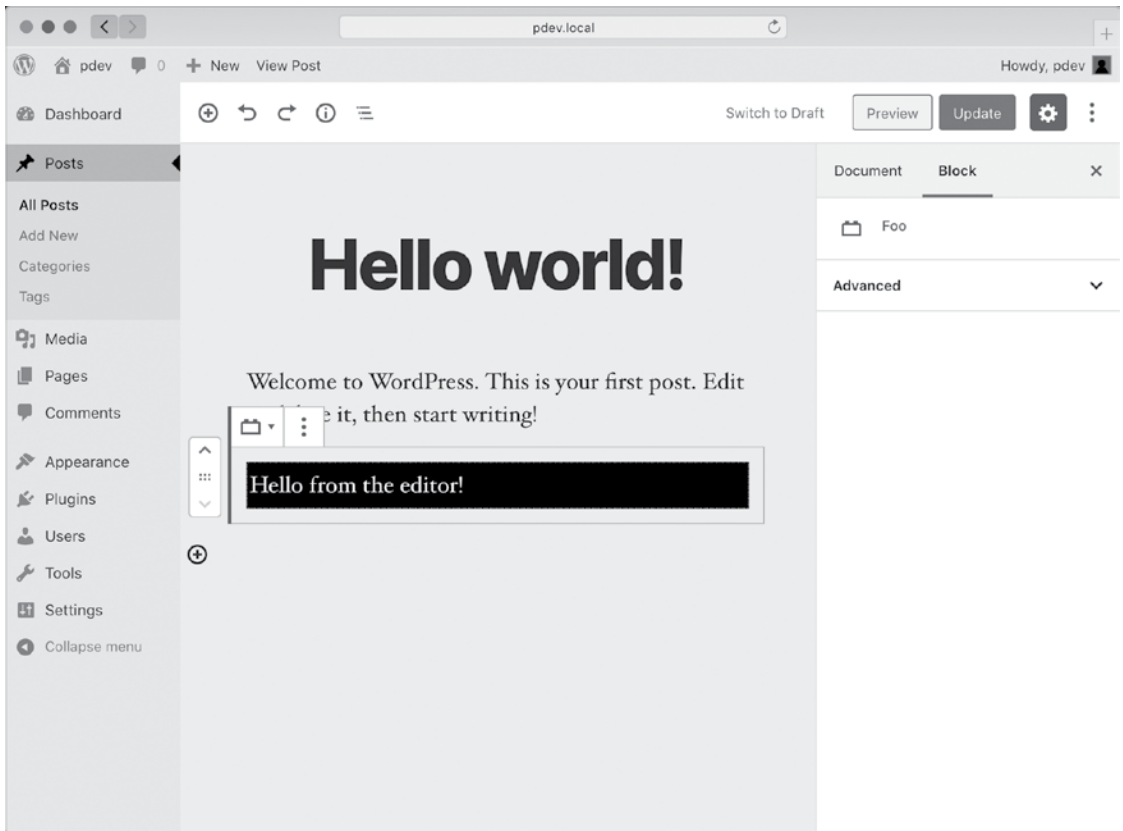 pdev.local
pdev 0 New View Post Howdy, pdev
Dashboard
Switch to Draft Preview Update
Posts
Document Block
All Posts
Add New
Categories
Tags
Foo
Advanced
Hello world!
Media
Pages
Comments
Appearance
Plugins
Users
Tools
Settings
Collapse menu
Welcome to WordPress. This is your first post. Edit
it, then start writing!
Hello from the editor!